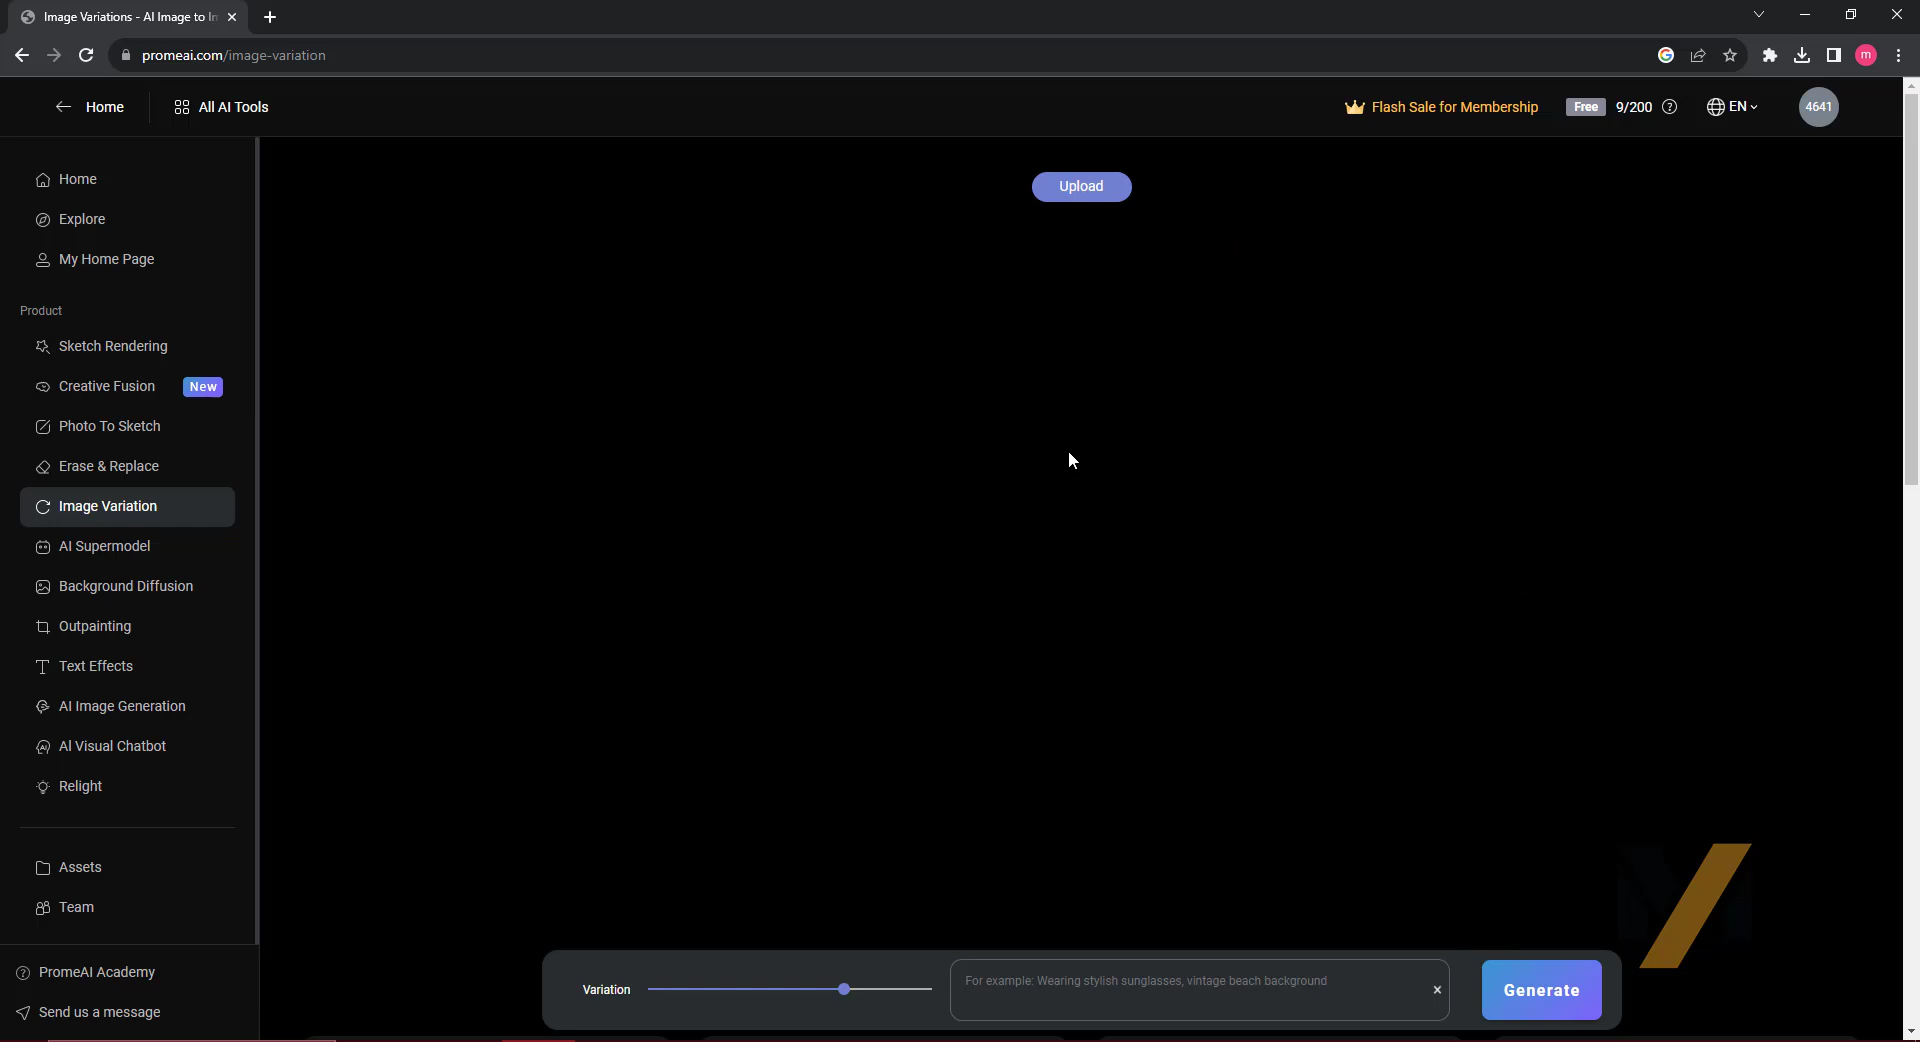 Image Variations - AI Image to In
promeai.com/image-variation
m
Home
All AI Tools
Flash Sale for Membership
Free
9/200
EN
4641
Home
Explore
My Home Page
Product
Sketch Rendering
Creative Fusion
New
Photo To Sketch
Erase & Replace
Image Variation
AI Supermodel
Background Diffusion
Outpainting
Text Effects
AI Image Generation
AI Visual Chatbot
Relight
Assets
Team
PromeAI Academy
Send us a message
Upload
Variation
For example: Wearing stylish sunglasses, vintage beach background
Generate